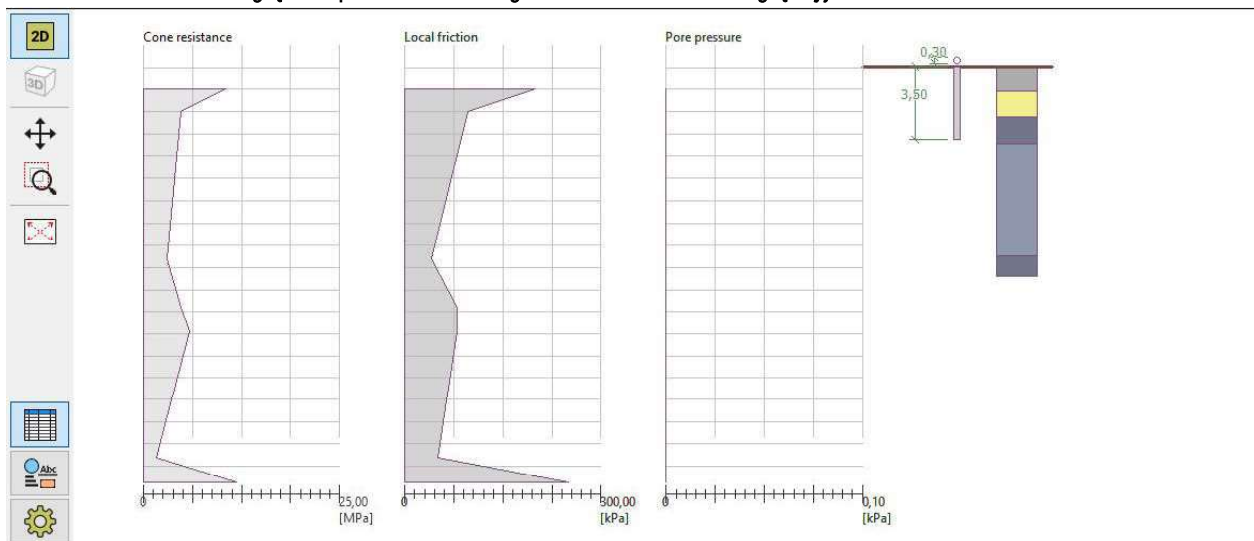 2D
Cone resistance
Local friction
Pore pressure
0,30
3D
3,50
Abc
0
25,00
0
300,00
0
0,10
[MPa]
[kPa]
[kPa]